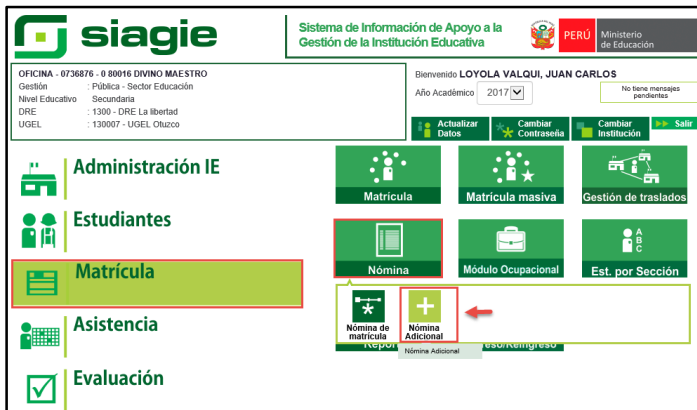 siagie
Sistema de Información de Apoyo a la
Gestión de la Institución Educativa
PERÚ
Ministerio
de Educación
OFICINA - 0736876 - 0 80016 DIVINO MAESTRO
Gestión : Pública - Sector Educación
Nivel Educativo Secundaria
DRE : 1300 - DRE La libertad
UGEL : 130007 - UGEL Otuzco
Bienvenido LOYOLA VALQUI, JUAN CARLOS
Año Académico 2017
No tiene mensajes
pendientes
Actualizar
Datos
Cambiar
Contraseña
Cambiar
Institución
Salir
Administración IE
Estudiantes
Matrícula
Asistencia
Evaluación
Matrícula
Matrícula masiva
Gestión de traslados
Nómina
Módulo Ocupacional
A
B
C
Est. por Sección
Nómina de
matrícula
Nómina
Adicional
Nómina Adicional